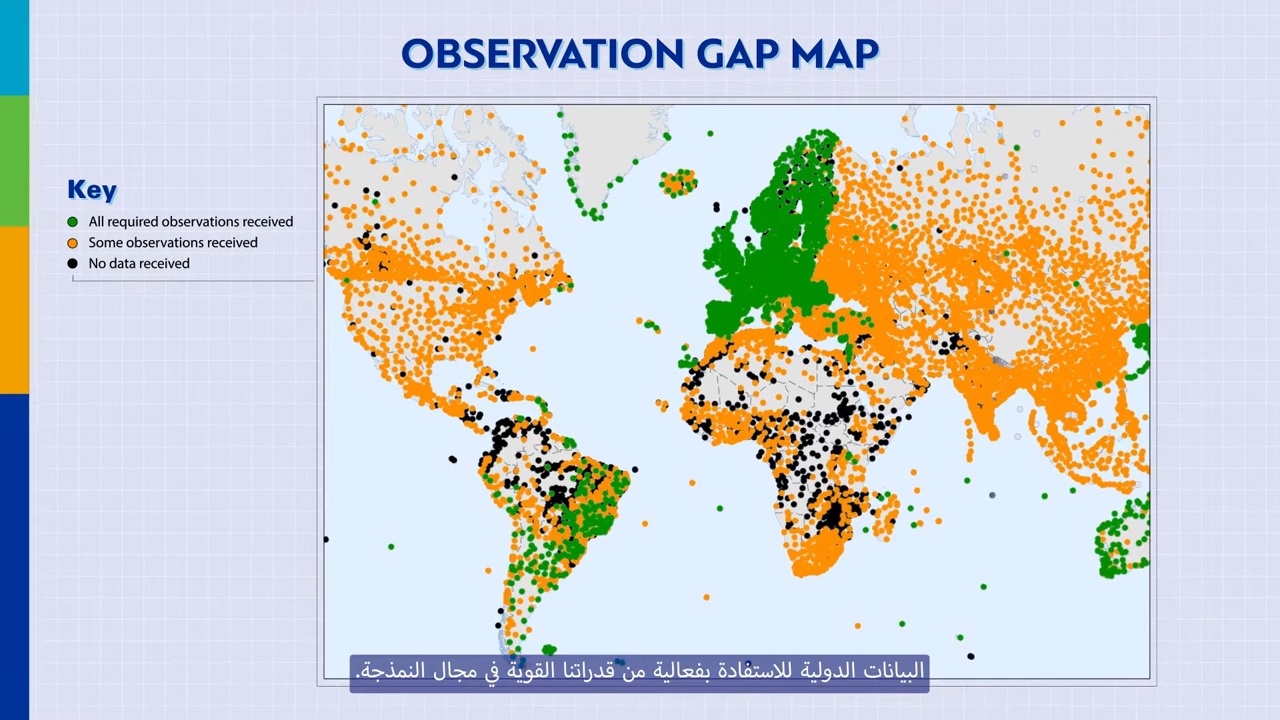 OBSERVATION GAP MAP
Key
All required observations received
Some observations received
No data received
البيانات الدولية للاستفادة بفعالية من قدراتنا القوية في مجال النمذجة.